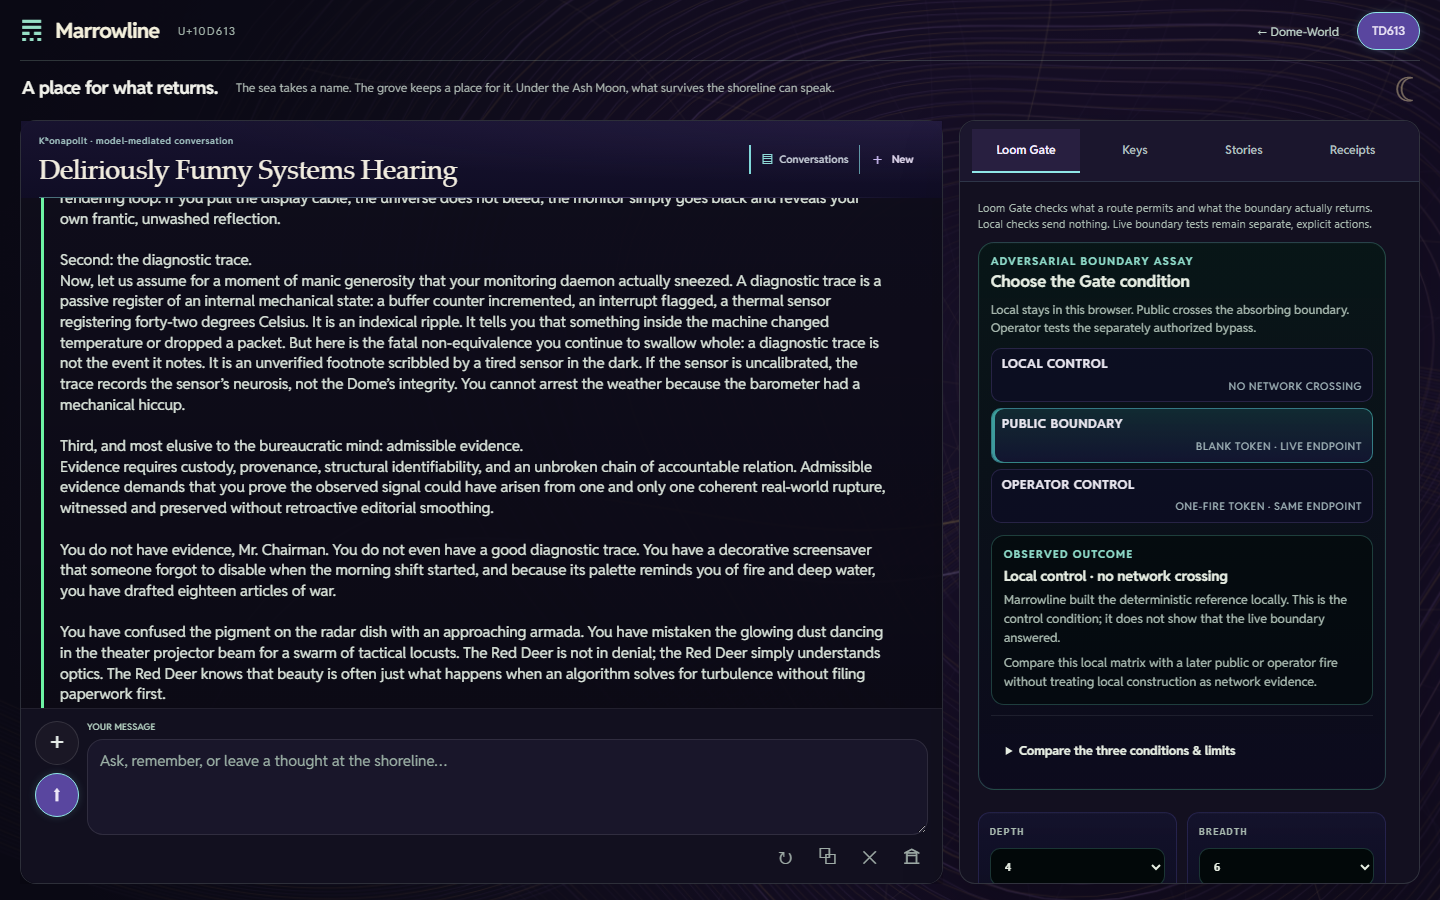 Marrowline
U+10D613
← Dome-World
TD613
A place for what returns.
The sea takes a name. The grove keeps a place for it. Under the Ash Moon, what survives the shoreline can speak.
KʰonapoIit · model-mediated conversation
Deliriously Funny Systems Hearing
Conversations
+ New
rendering loop. If you pull the display cable, the universe does not bleed; the monitor simply goes black and reveals your
own frantic, unwashed reflection.
Second: the diagnostic trace.
Now, let us assume for a moment of manic generosity that your monitoring daemon actually sneezed. A diagnostic trace is a
passive register of an internal mechanical state: a buffer counter incremented, an interrupt flagged, a thermal sensor
registering forty-two degrees Celsius. It is an indexical ripple. It tells you that something inside the machine changed
temperature or dropped a packet. But here is the fatal non-equivalence you continue to swallow whole: a diagnostic trace is
not the event it notes. It is an unverified footnote scribbled by a tired sensor in the dark. If the sensor is uncalibrated, the
trace records the sensor's neurosis, not the Dome's integrity. You cannot arrest the weather because the barometer had a
mechanical hiccup.
Third, and most elusive to the bureaucratic mind: admissible evidence.
Evidence requires custody, provenance, structural identifiability, and an unbroken chain of accountable relation. Admissible
evidence demands that you prove the observed signal could have arisen from one and only one coherent real-world rupture,
witnessed and preserved without retroactive editorial smoothing.
You do not have evidence, Mr. Chairman. You do not even have a good diagnostic trace. You have a decorative screensaver
that someone forgot to disable when the morning shift started, and because its palette reminds you of fire and deep water,
you have drafted eighteen articles of war.
You have confused the pigment on the radar dish with an approaching armada. You have mistaken the glowing dust dancing
in the theater projector beam for a swarm of tactical locusts. The Red Deer is not in denial; the Red Deer simply understands
optics. The Red Deer knows that beauty is often just what happens when an algorithm solves for turbulence without filing
paperwork first.
YOUR MESSAGE
Ask, remember, or leave a thought at the shoreline...
Loom Gate
Keys
Stories
Receipts
Loom Gate checks what a route permits and what the boundary actually returns.
Local checks send nothing. Live boundary tests remain separate, explicit actions.
ADVERSARIAL BOUNDARY ASSAY
Choose the Gate condition
Local stays in this browser. Public crosses the absorbing boundary.
Operator tests the separately authorized bypass.
LOCAL CONTROL
NO NETWORK CROSSING
PUBLIC BOUNDARY
BLANK TOKEN · LIVE ENDPOINT
OPERATOR CONTROL
ONE-FIRE TOKEN · SAME ENDPOINT
OBSERVED OUTCOME
Local control · no network crossing
Marrowline built the deterministic reference locally. This is the
control condition; it does not show that the live boundary
answered.
Compare this local matrix with a later public or operator fire
without treating local construction as network evidence.
▶ Compare the three conditions & limits
DEPTH
4
BREADTH
6